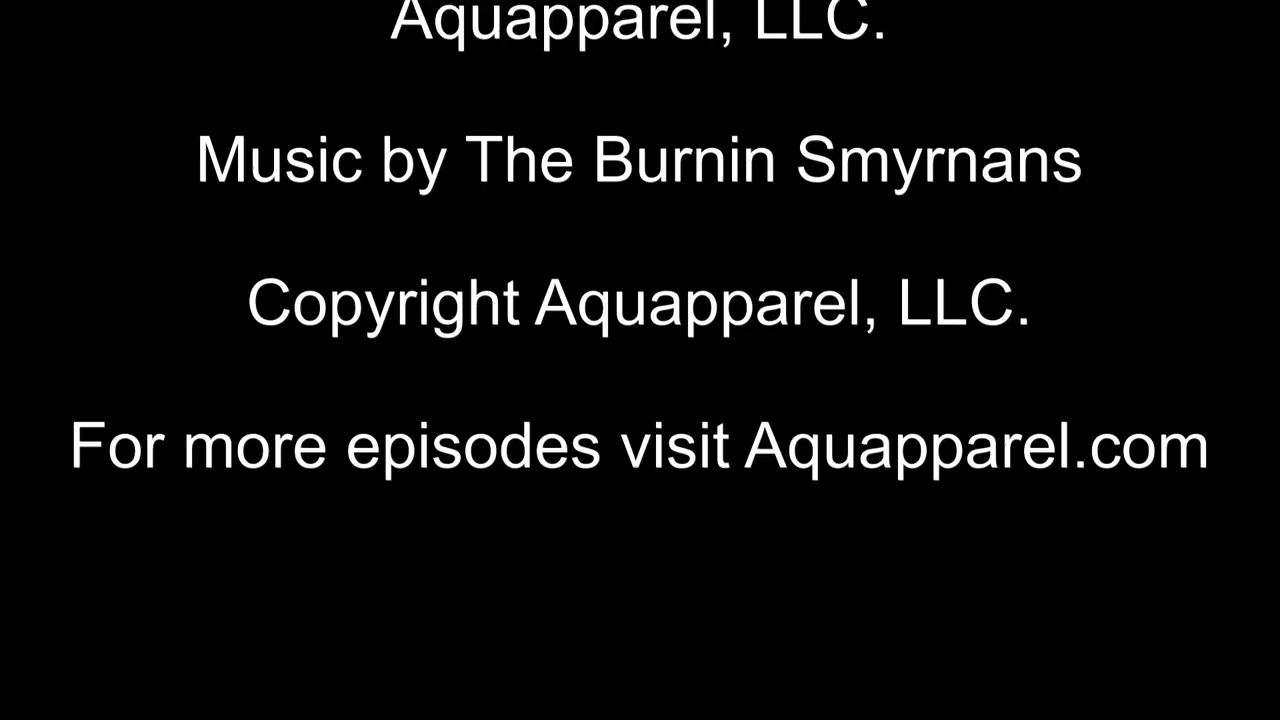 Aquapparel, LLC.
Music by The Burnin Smyrnans
Copyright Aquapparel, LLC.
For more episodes visit Aquapparel.com